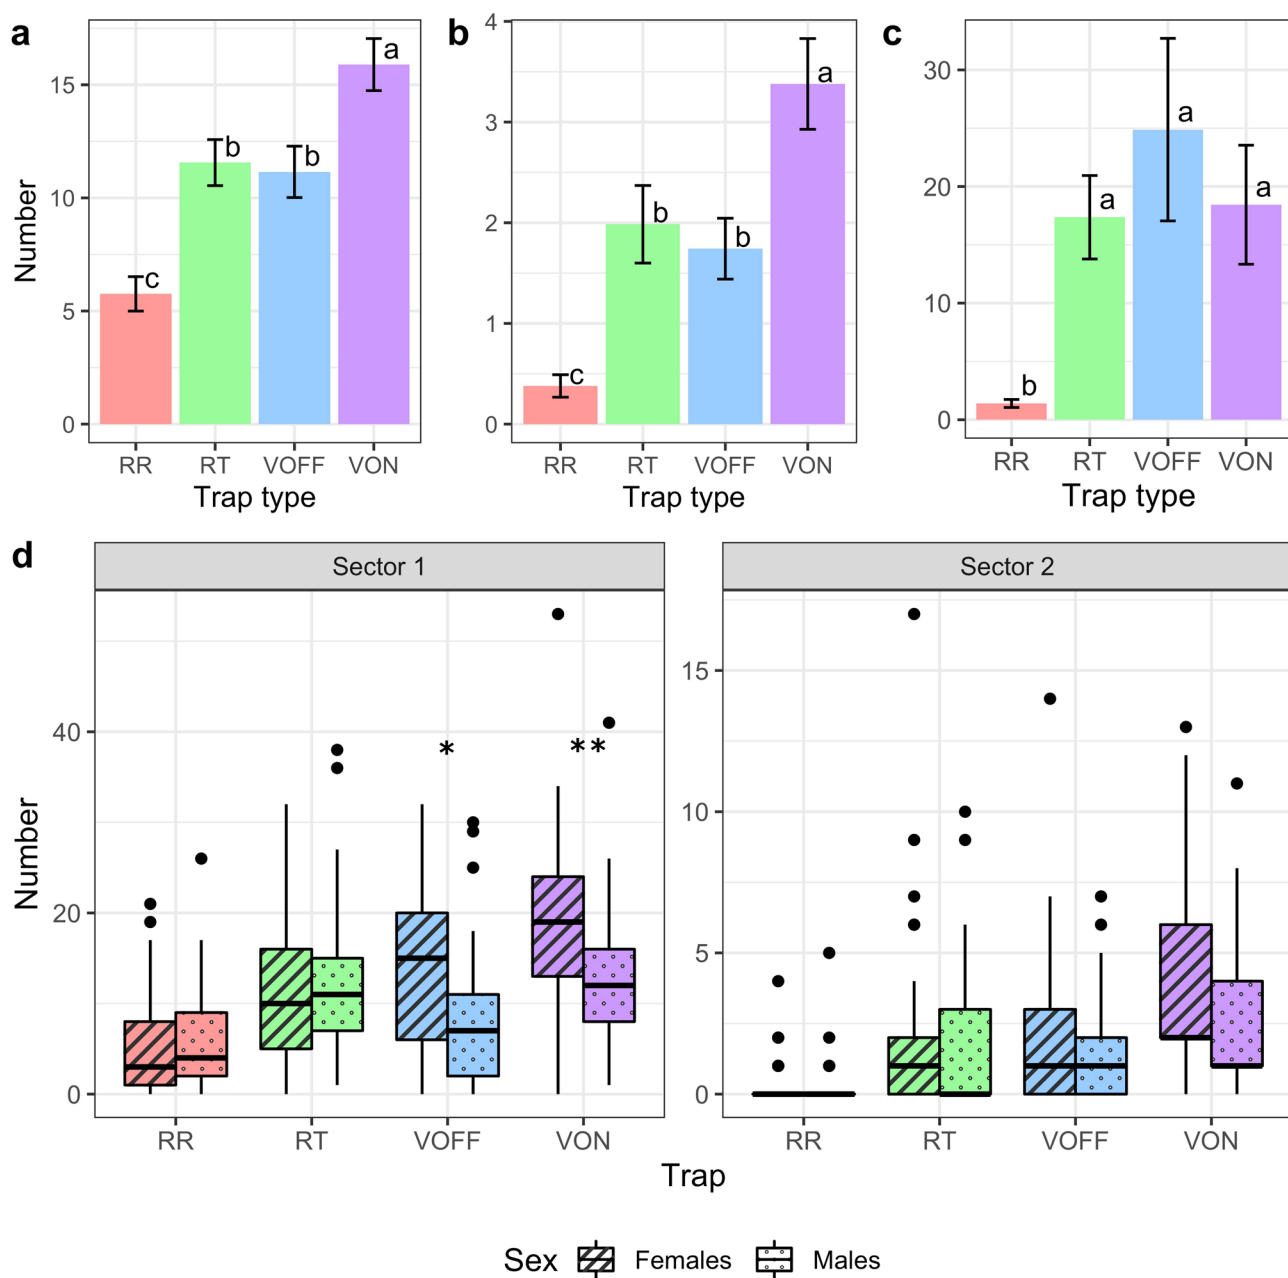 a
b
c
Number
15
10
5
0
c
b
b
a
RR RT VOFF VON
Trap type
4
3
2
1
0
c
b
b
a
RR RT VOFF VON
Trap type
30
20
10
0
b
a
a
a
RR RT VOFF VON
Trap type
d
Sector 1
Sector 2
Number
40
20
0
*
**
RR RT VOFF VON
15
10
5
0
RR RT VOFF VON
Trap
Sex Females Males